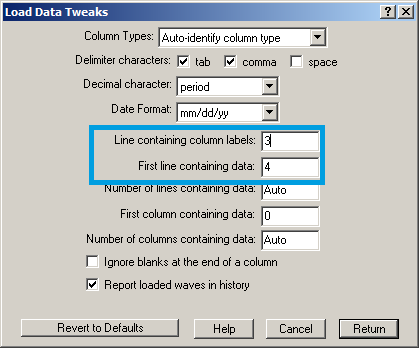 Load Data Tweaks
Column Types: Auto-identify column type
Delimiter characters: tab comma space
Decimal character: period
Date Format: mm/dd/yy
Line containing column labels: 3
First line containing data: 4
Number of lines containing data: Auto
First column containing data: 0
Number of columns containing data: Auto
Ignore blanks at the end of a column
Report loaded waves in history
Revert to Defaults Help Cancel Return